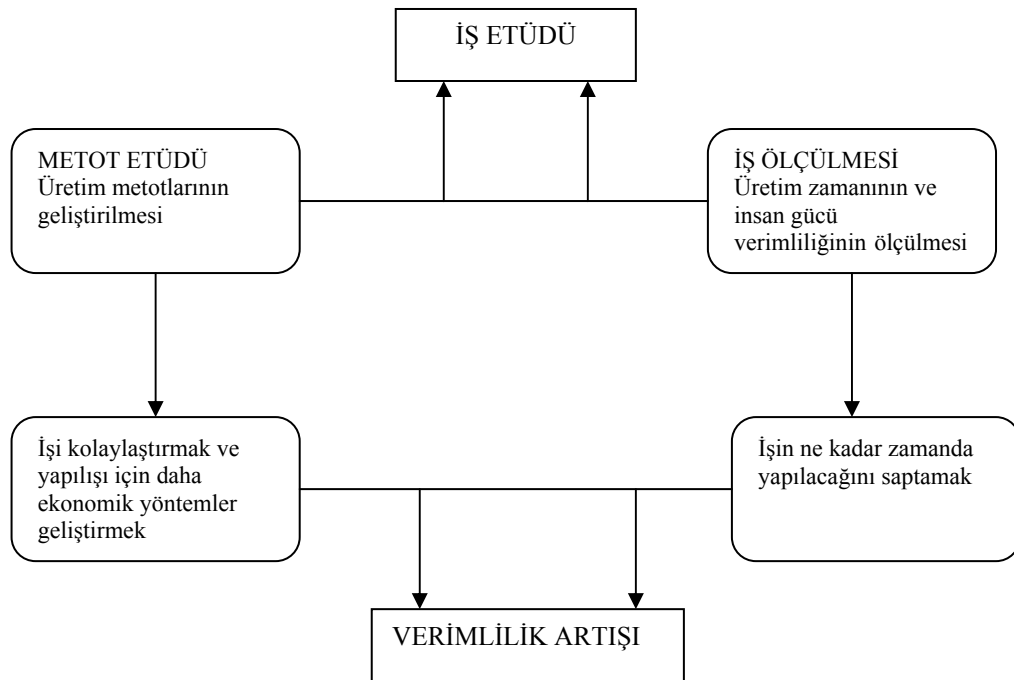 İŞ ETÜDÜ
METOT ETÜDÜ
Üretim metotlarının
geliştirilmesi
İŞ ÖLÇÜLMESİ
Üretim zamanının ve
insan gücü
verimliliğinin ölçülmesi
İşi kolaylaştırmak ve
yapılişı için daha
ekonomik yöntemler
geliştirmek
İşin ne kadar zamanda
yapılacağını saptamak
VERİMLİLİK ARTIŞI